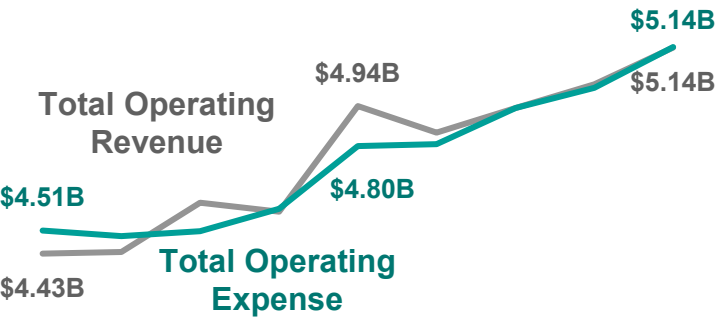 $5.14B
$4.94B
$5.14B
Total Operating
Revenue
$4.51B
$4.80B
Total Operating
Expense
$4.43B